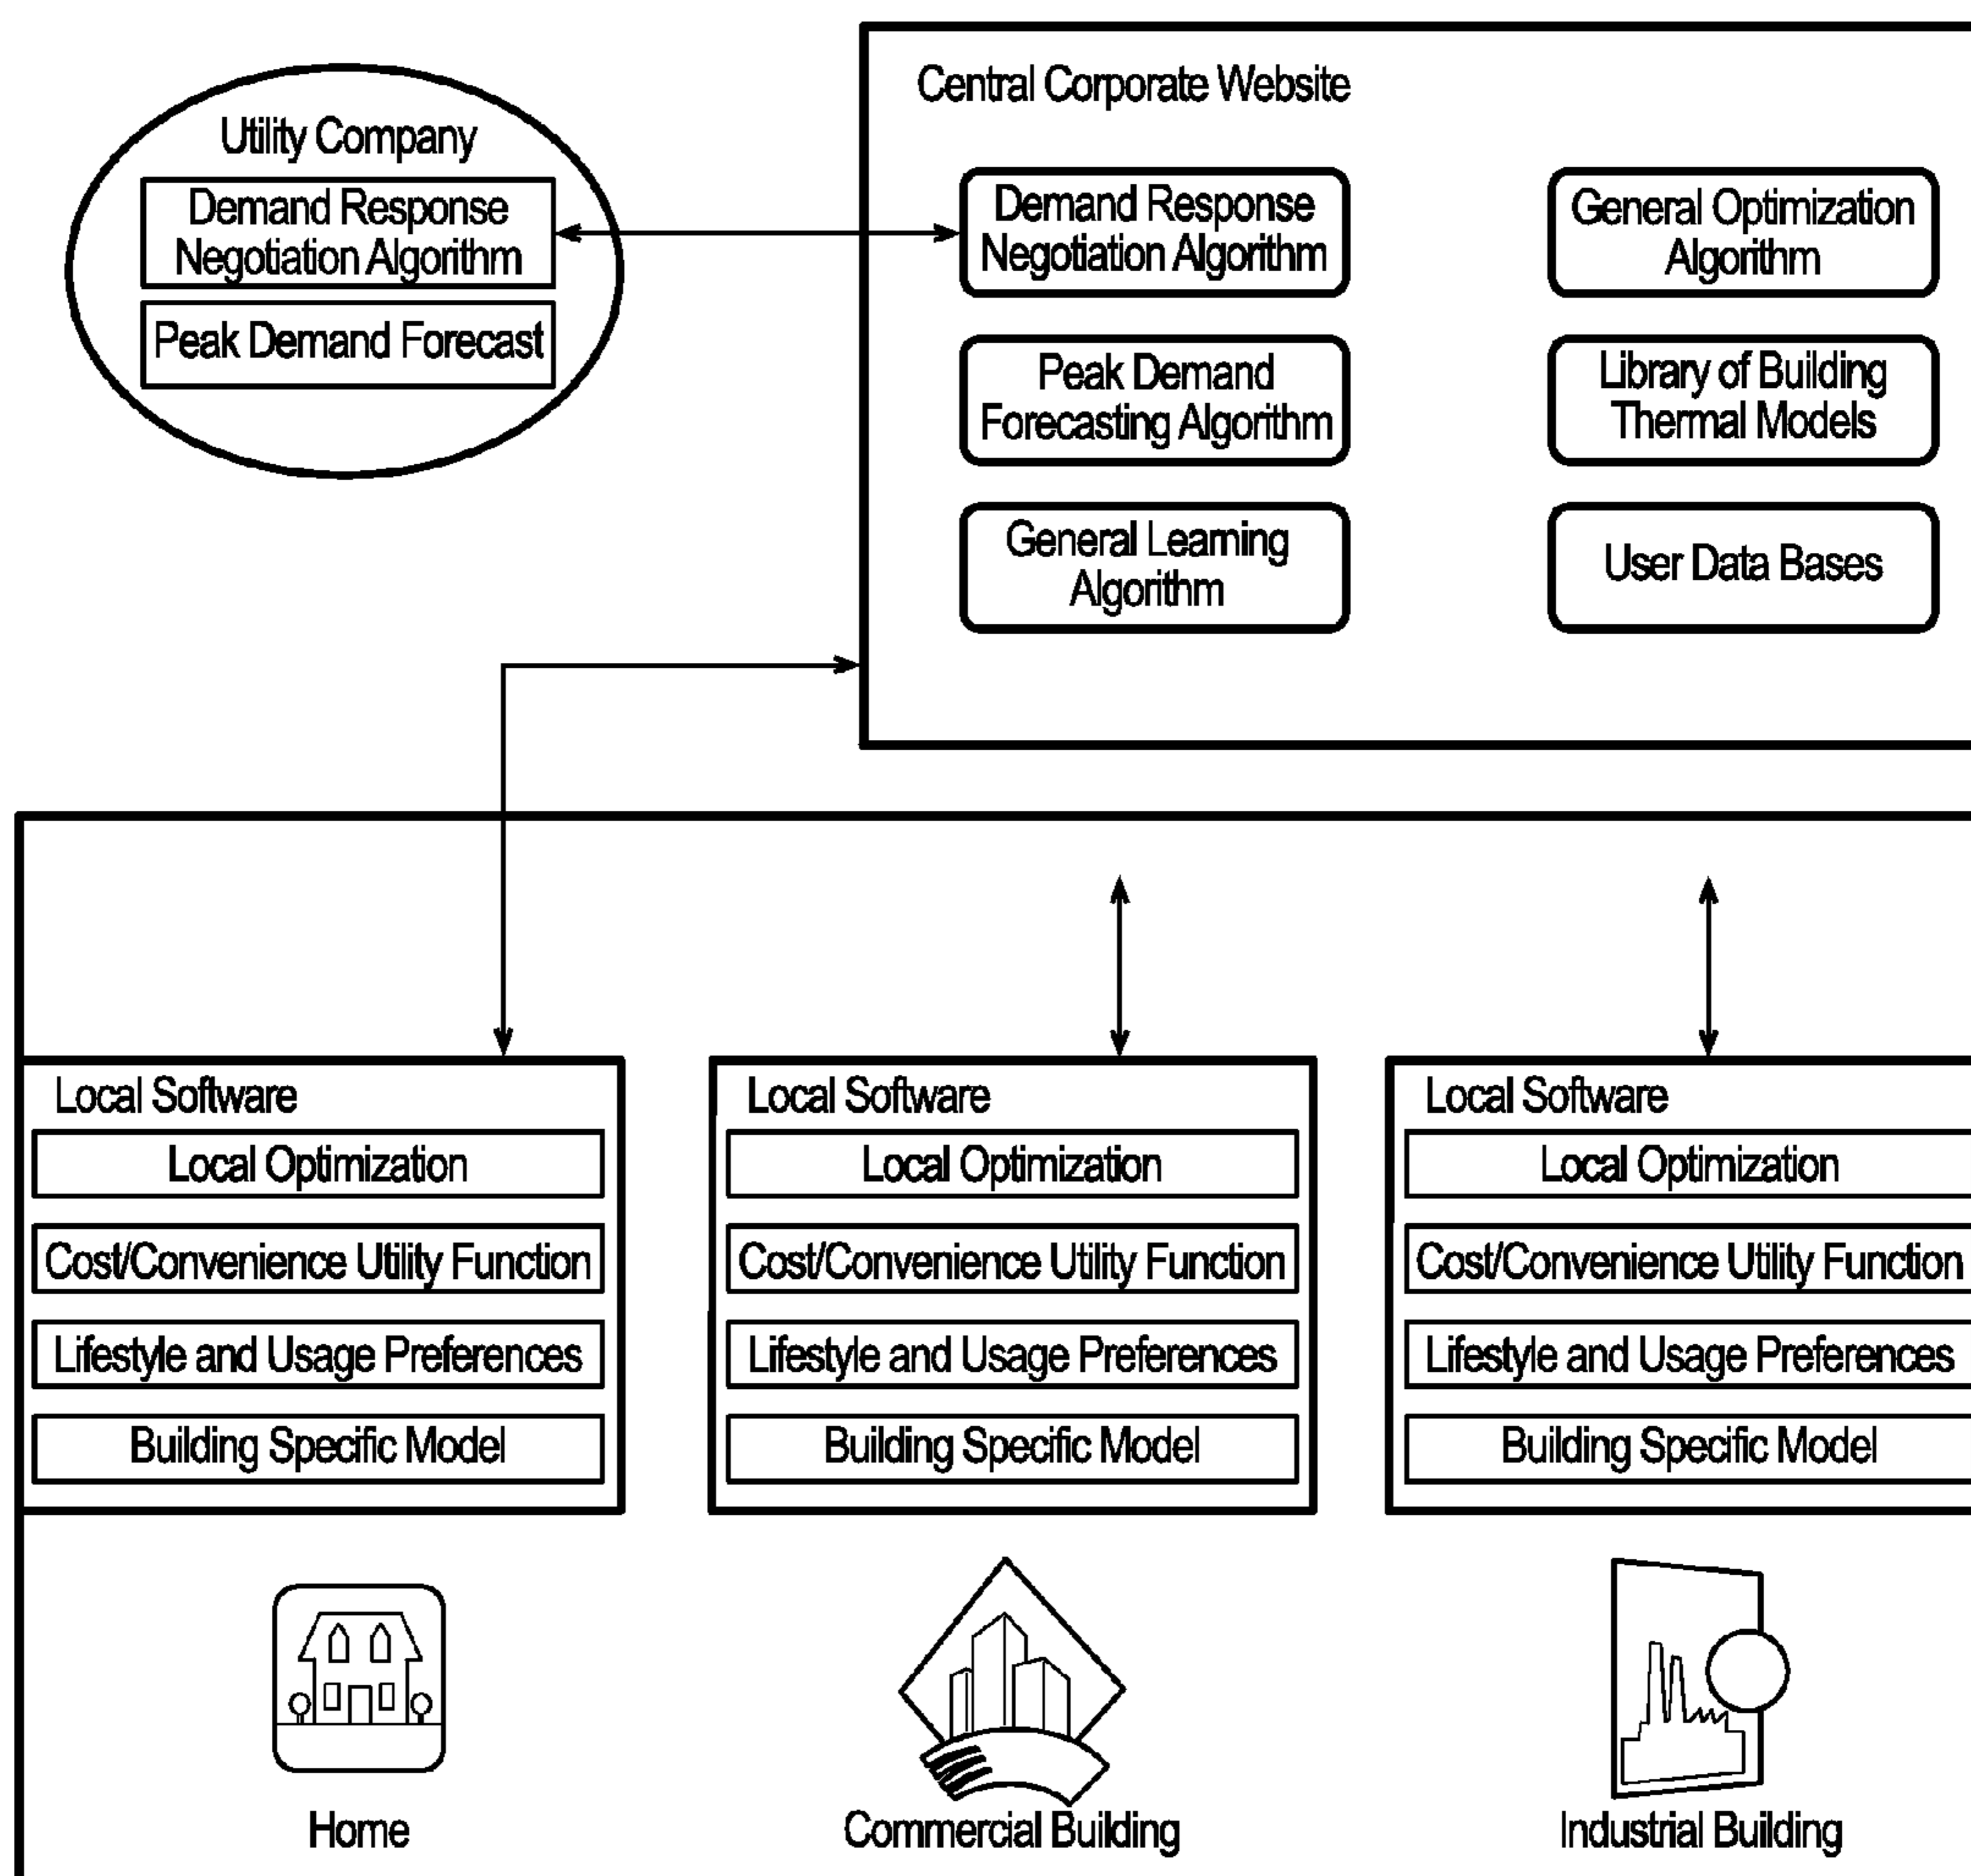 Utility Company
Demand Response
Negotiation Algorithm
Peak Demand Forecast
Central Corporate Website
Demand Response
Negotiation Algorithm
General Optimization
Algorithm
Peak Demand
Forecasting Algorithm
Library of Building
Thermal Models
General Learning
Algorithm
User Data Bases
Local Software
Local Optimization
Cost/Convenience Utility Function
Lifestyle and Usage Preferences
Building Specific Model
Home
Local Software
Local Optimization
Cost/Convenience Utility Function
Lifestyle and Usage Preferences
Building Specific Model
Commercial Building
Local Software
Local Optimization
Cost/Convenience Utility Function
Lifestyle and Usage Preferences
Building Specific Model
Industrial Building